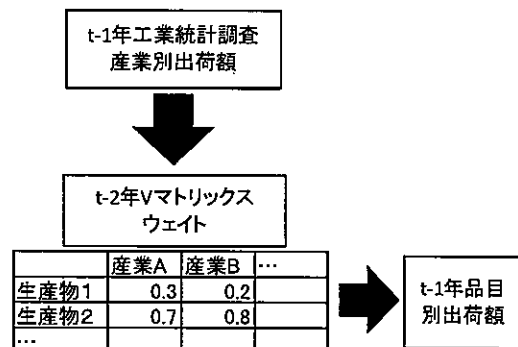 t-1年工業統計調査
産業別出荷額
t-2年Vマトリックス
ウェイト
産業A 産業B …
生産物1 0.3 0.2
生産物2 0.7 0.8
…
t-1年品目
別出荷額